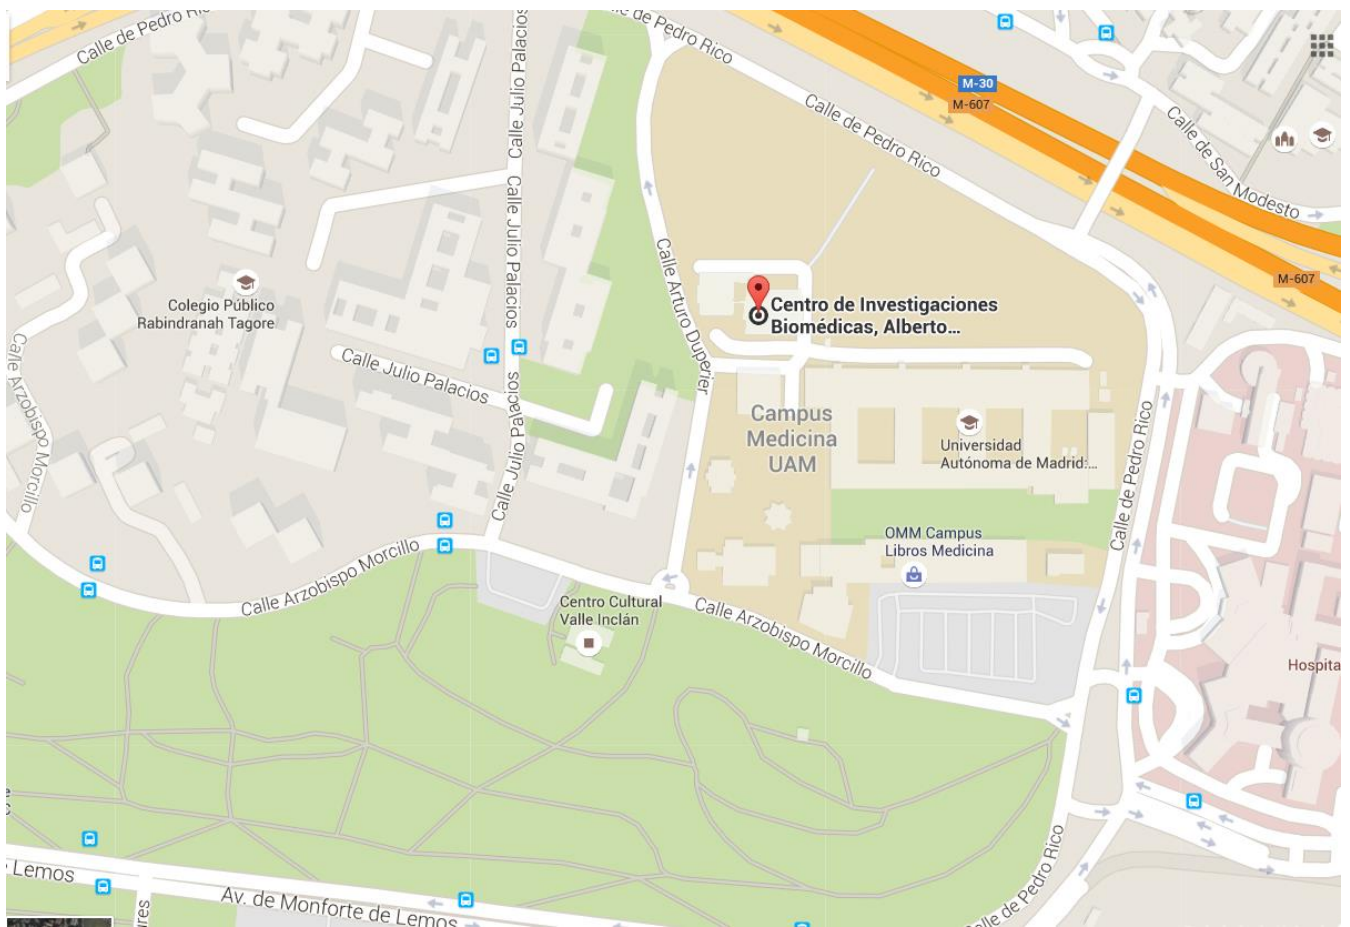 Calle de Pedro Ric
Calle Julio Palacios
Calle de Pedro Rico
M-30
M-607
Calle de Pedro Rico
Calle de San Modesto
Calle Julio Palacios
Calle Arturo Duperier
M-607
Colegio Público
Rabindranah Tagore
Centro de Investigaciones
Biomédicas, Alberto...
Calle Arzobispo Morcillo
Calle Julio Palacios
Calle Julio Palacios
Campus
Medicina
UAM
Universidad
Autónoma de Madrid:...
Calle de Pedro Rico
OMM Campus
Libros Medicina
Calle Arzobispo Morcillo
Centro Cultural
Valle Inclán
Calle Arzobispo Morcillo
Hospita
Calle de Pedro Rico
e Lemos
Av. de Monforte de Lemos
ares